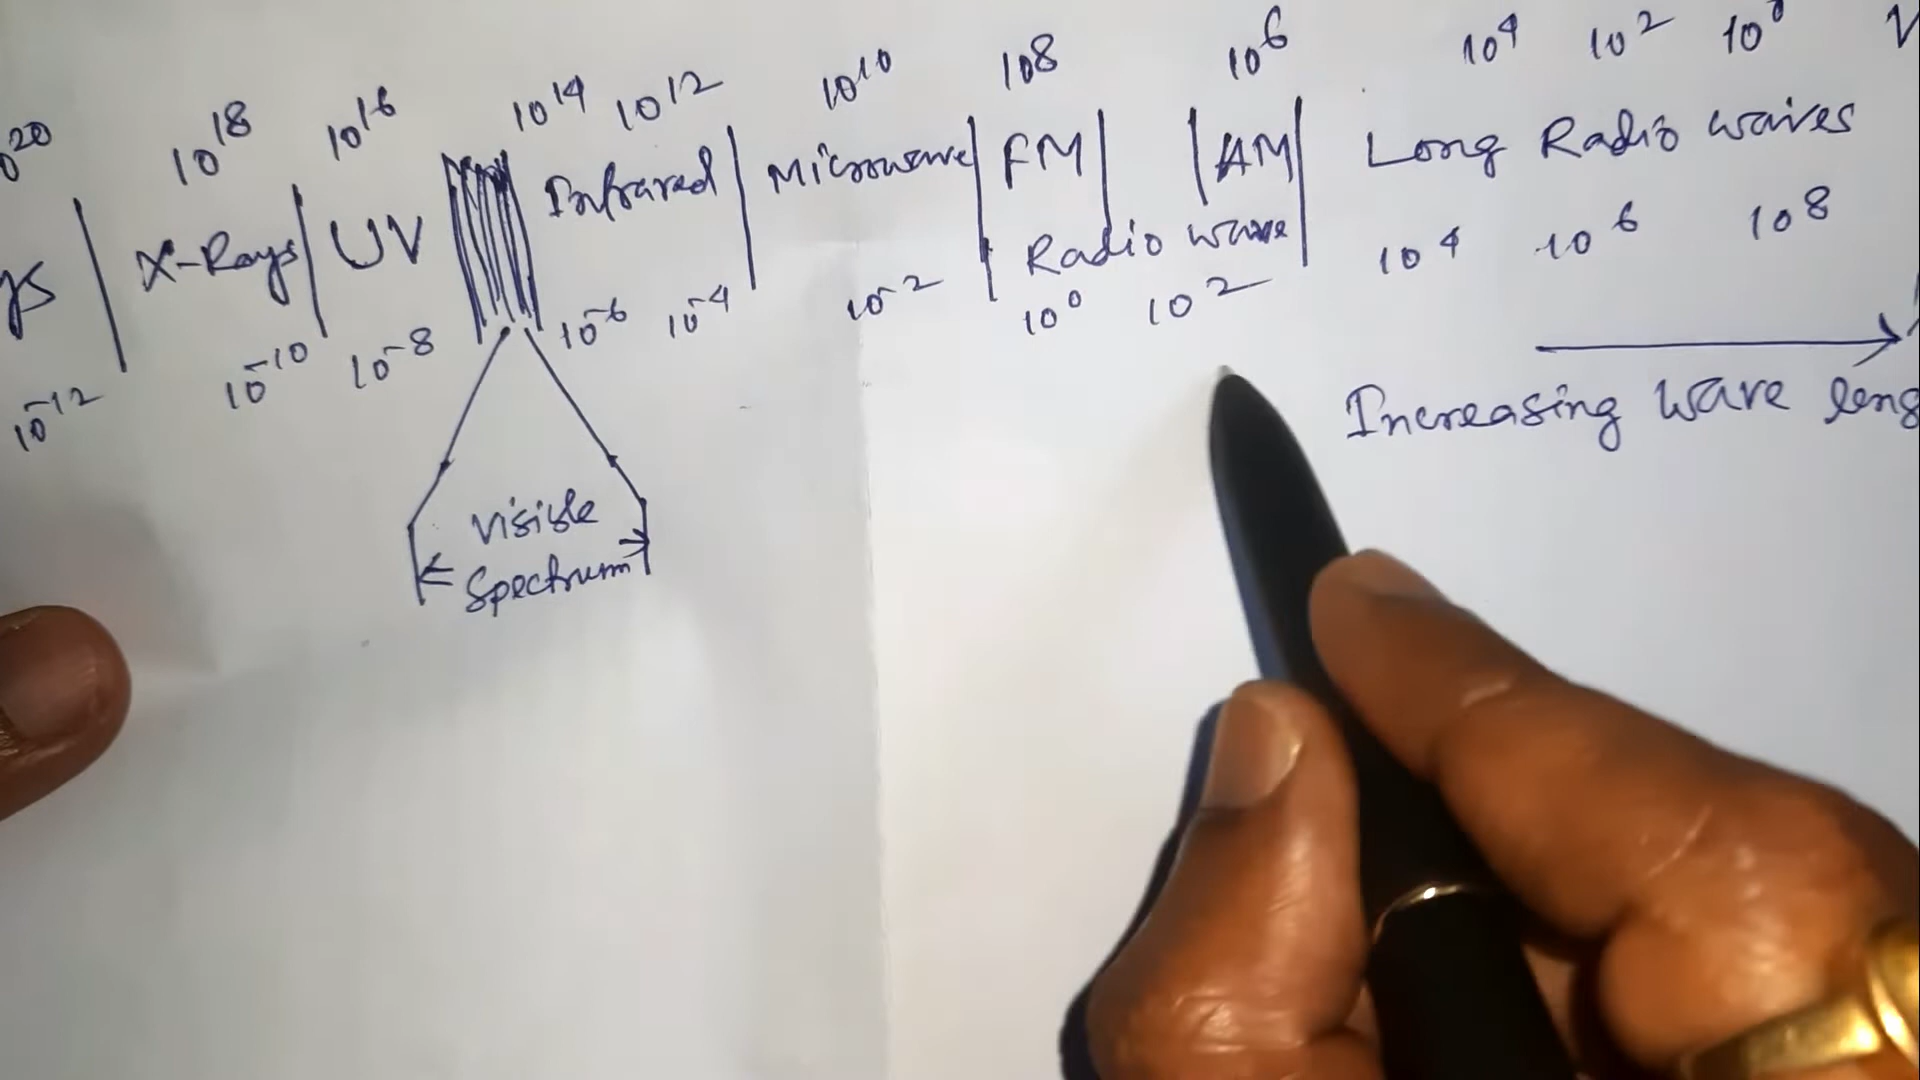 10²⁰ 10¹⁸ 10¹⁶ 10¹⁴ 10¹² 10¹⁰ 10⁸ 10⁶ 10⁴ 10² 10⁰
X-Rays UV Infrared Microwave FM AM Long Radio waves
Radio wave
10⁻¹² 10⁻¹⁰ 10⁻⁸ 10⁻⁶ 10⁻⁴ 10⁻² 10⁰ 10² 10⁴ 10⁶ 10⁸
Increasing wave leng
Visible
Spectrum